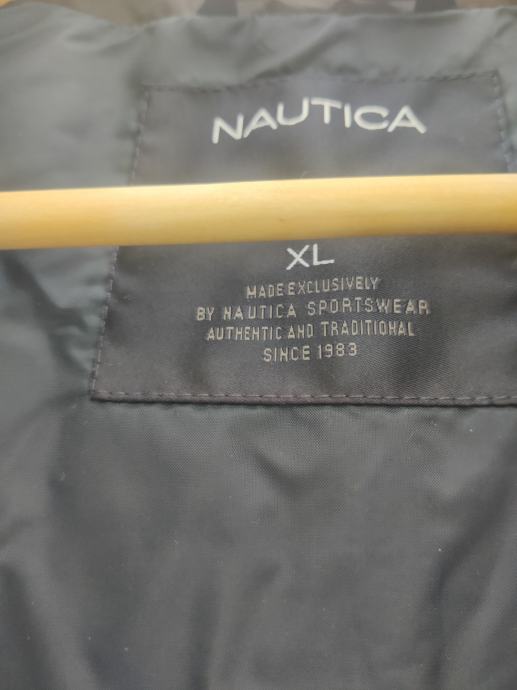 NAUTICA
XL
MADE EXCLUSIVELY
BY NAUTICA SPORTSWEAR
AUTHENTIC AND TRADITIONAL
SINCE 1983